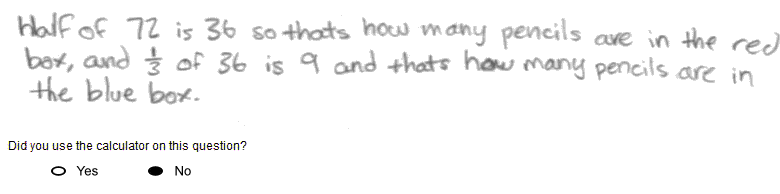 Half of 72 is 36 so thats how many pencils are in the red
box, and 1/3 of 36 is 9 and thats how many pencils are in
the blue box.
Did you use the calculator on this question?
Yes No